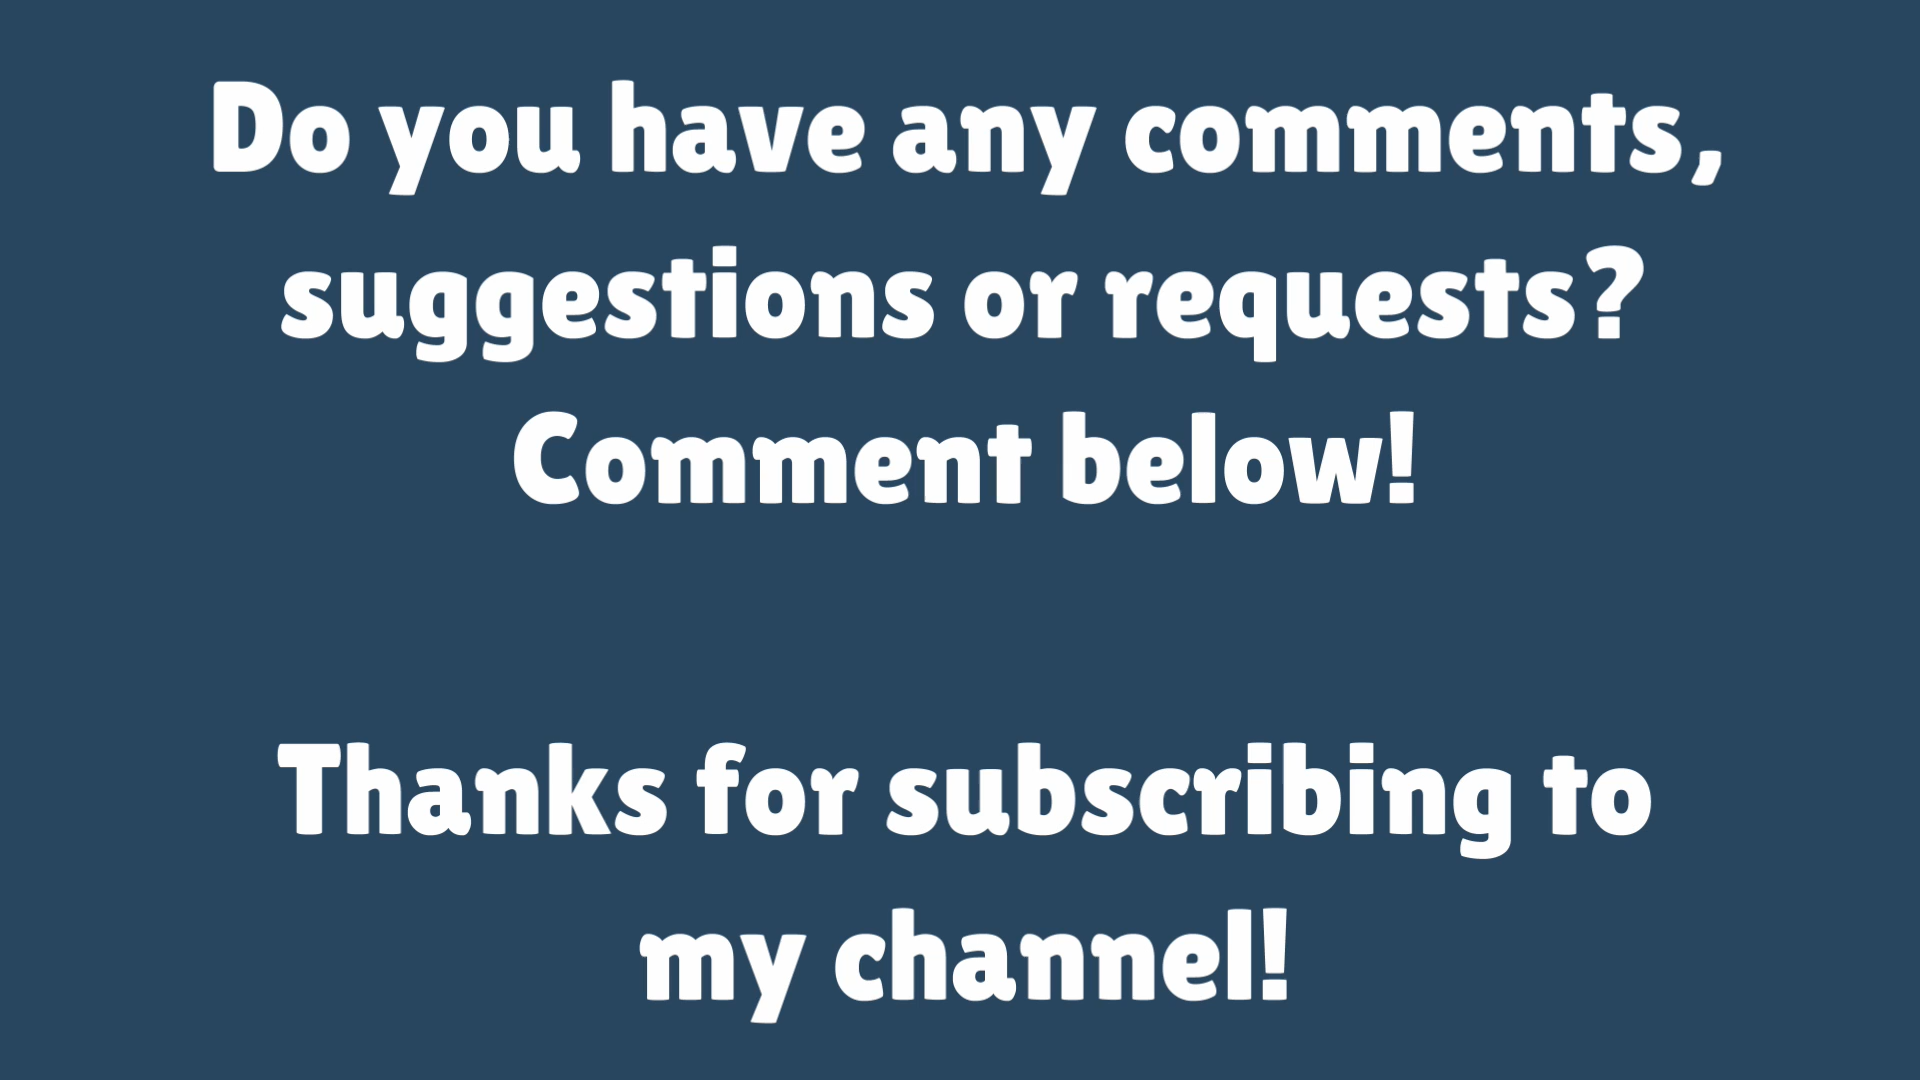 Do you have any comments,
suggestions or requests?
Comment below!
Thanks for subscribing to
my channel!